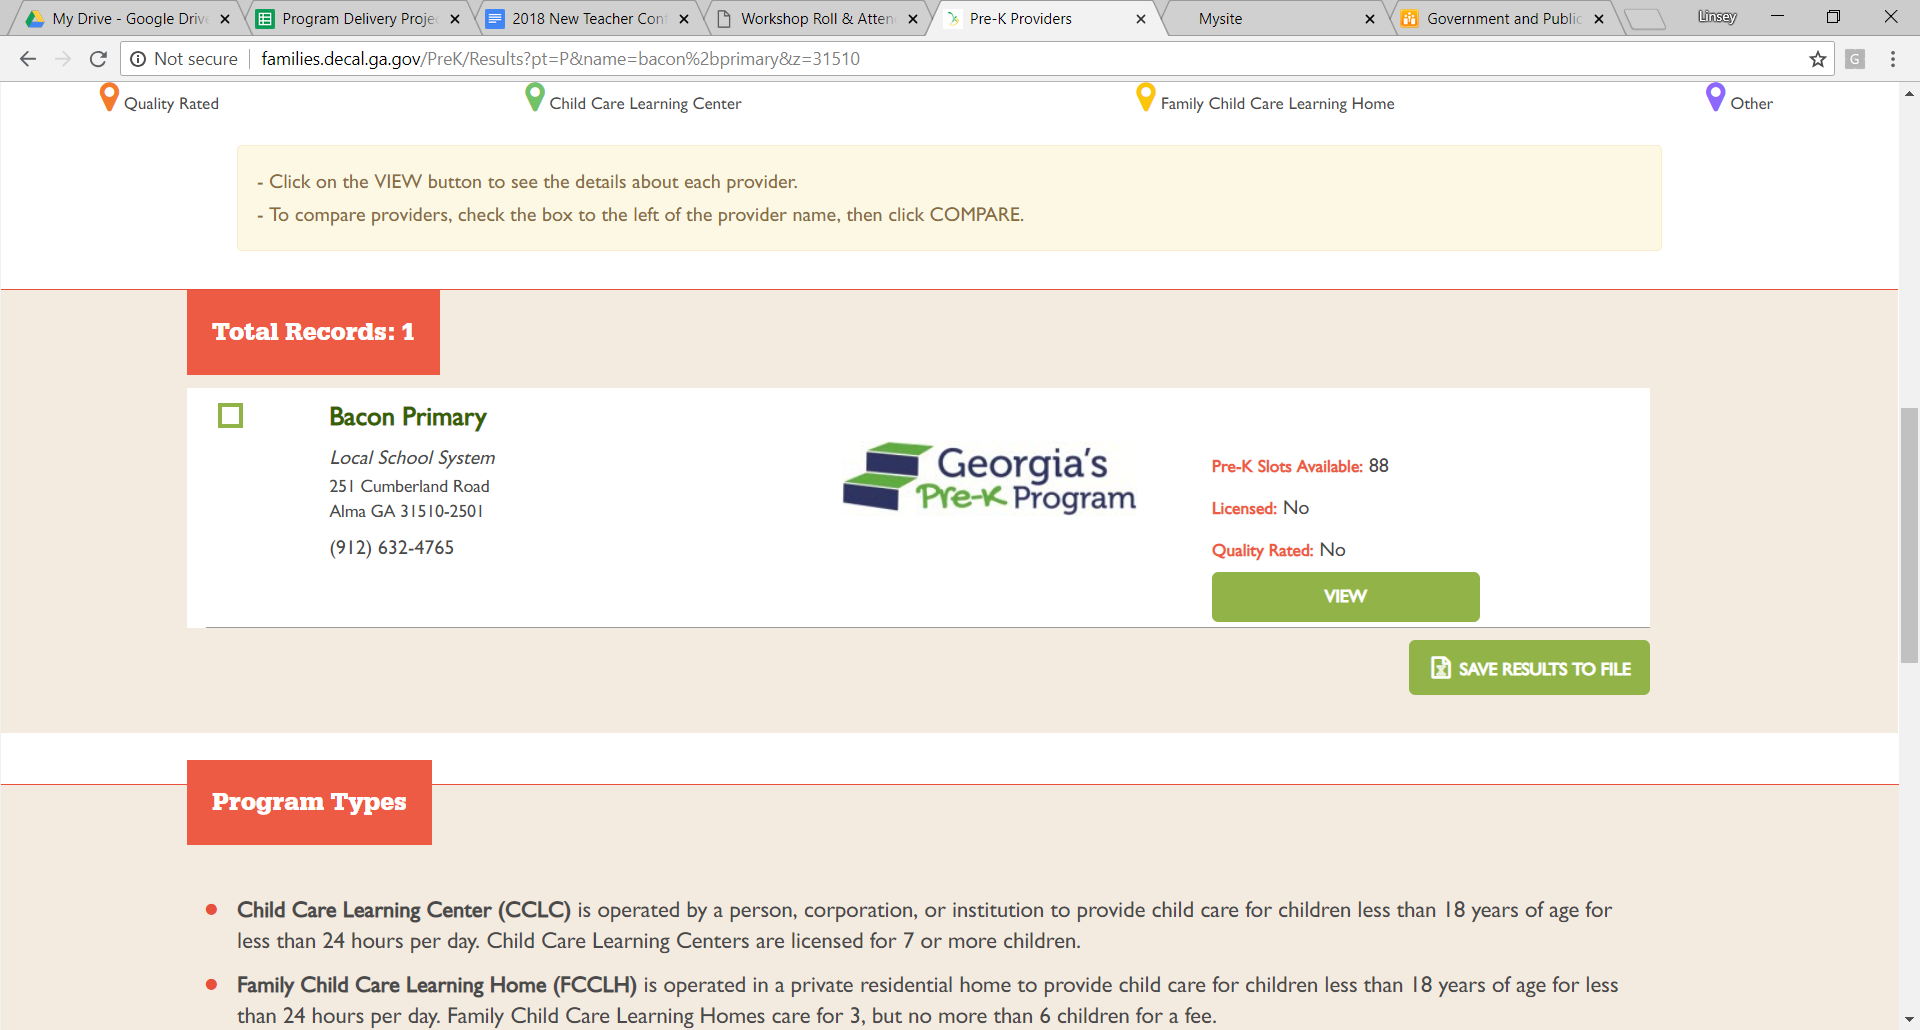 My Drive - Google Driv
Program Delivery Projec
2018 New Teacher Conf
Workshop Roll & Atten
Pre-K Providers
Mysite
Government and Public
Linsey
Not secure
families.decal.ga.gov/PreK/Results?pt=P&name=bacon%2bprimary&z=31510
G
Quality Rated
Child Care Learning Center
Family Child Care Learning Home
Other
- Click on the VIEW button to see the details about each provider.
- To compare providers, check the box to the left of the provider name, then click COMPARE.
Total Records: 1
Bacon Primary
Local School System
251 Cumberland Road
Alma GA 31510-2501
(912) 632-4765
Georgia's
Pre-K Program
Pre-K Slots Available: 88
Licensed: No
Quality Rated: No
VIEW
SAVE RESULTS TO FILE
Program Types
Child Care Learning Center (CCLC) is operated by a person, corporation, or institution to provide child care for children less than 18 years of age for
less than 24 hours per day. Child Care Learning Centers are licensed for 7 or more children.
Family Child Care Learning Home (FCCLH) is operated in a private residential home to provide child care for children less than 18 years of age for less
than 24 hours per day. Family Child Care Learning Homes care for 3, but no more than 6 children for a fee.